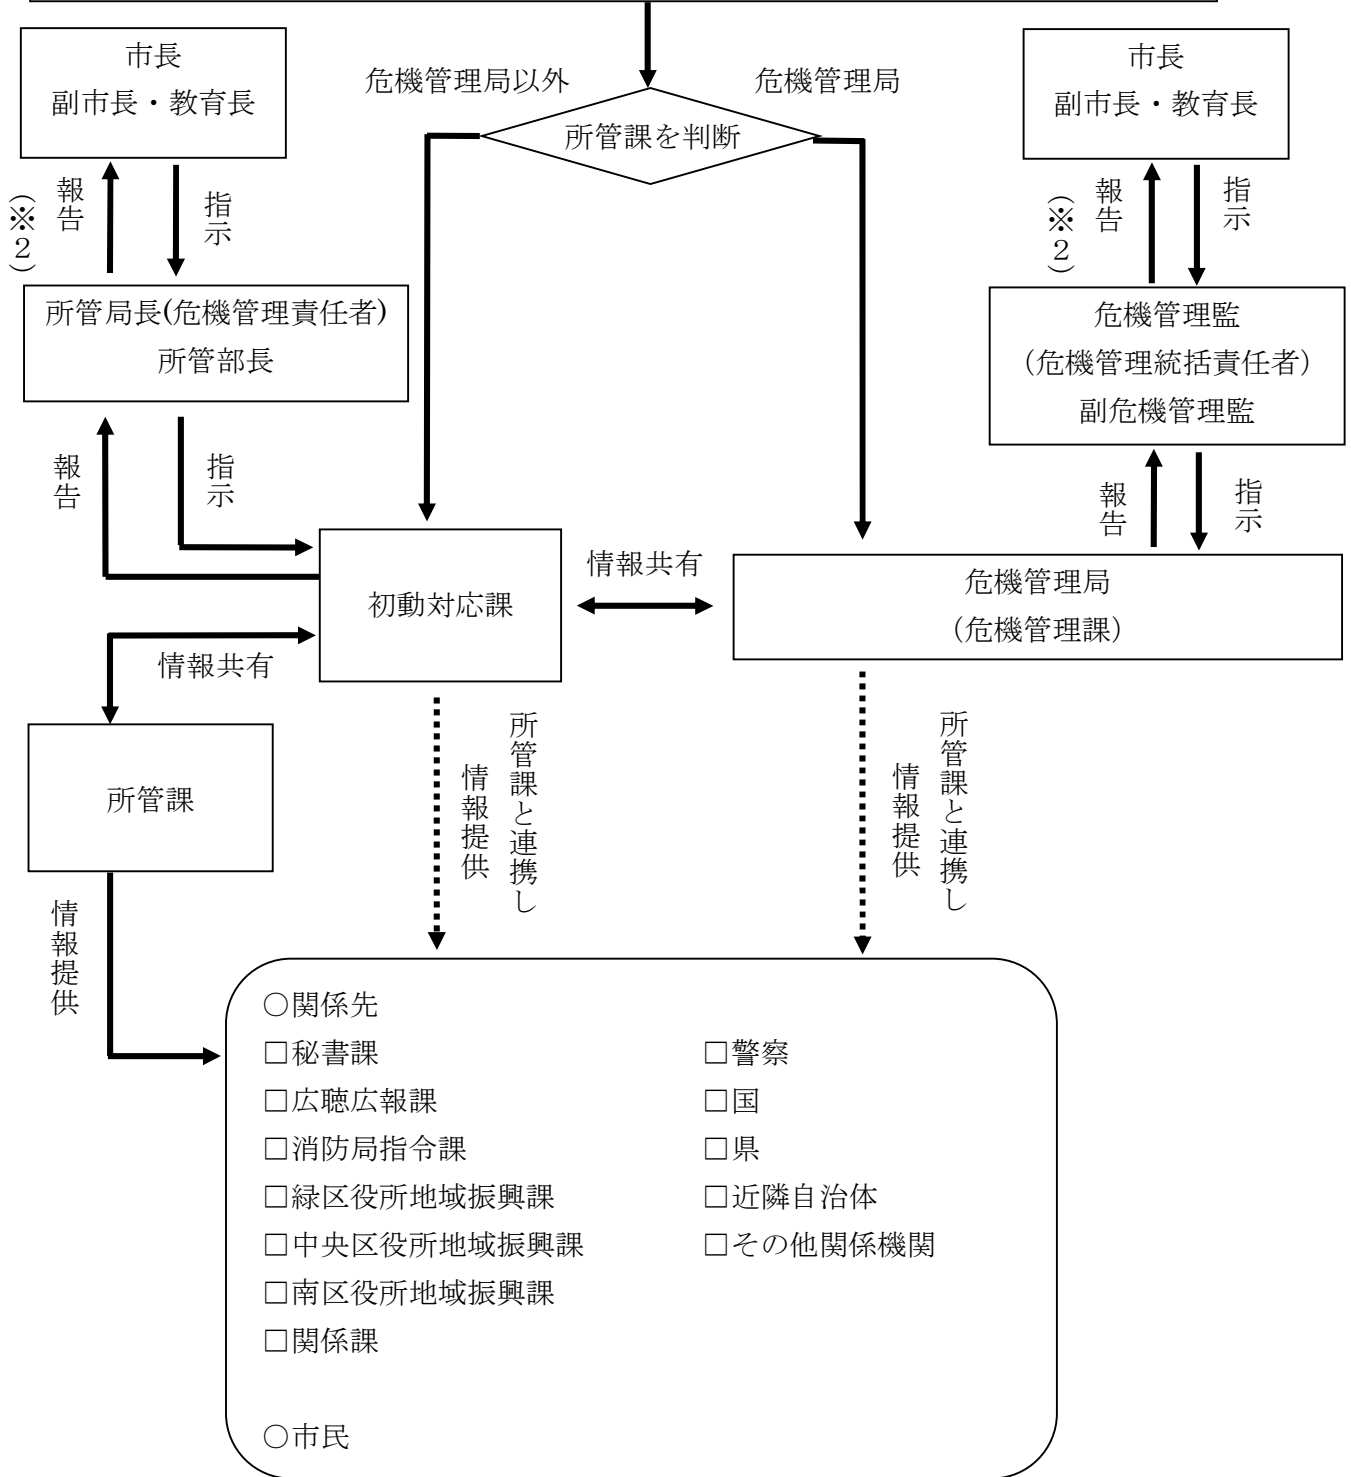 市長
副市長・教育長
危機管理局以外
危機管理局
市長
副市長・教育長
所管課を判断
報告
(※２)
指示
報告
(※２)
指示
所管局長(危機管理責任者)
所管部長
危機管理監
（危機管理統括責任者）
副危機管理監
報告
指示
報告
指示
初動対応課
情報共有
危機管理局
（危機管理課）
情報共有
所管課
所管課と連携し
情報提供
所管課と連携し
情報提供
情報提供
○関係先
□秘書課
□広聴広報課
□消防局指令課
□緑区役所地域振興課
□中央区役所地域振興課
□南区役所地域振興課
□関係課
□警察
□国
□県
□近隣自治体
□その他関係機関
○市民